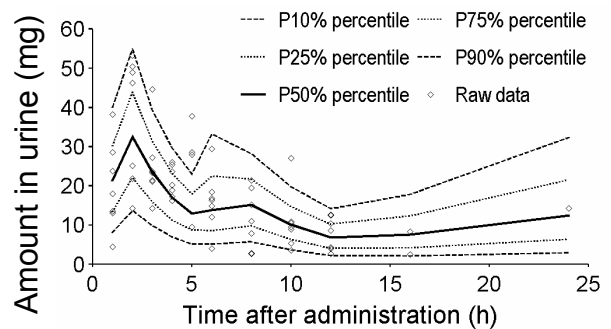 P10% percentile
P75% percentile
P25% percentile
P90% percentile
P50% percentile
Raw data
Amount in urine (mg)
60
50
40
30
20
10
0
0 5 10 15 20 25
Time after administration (h)